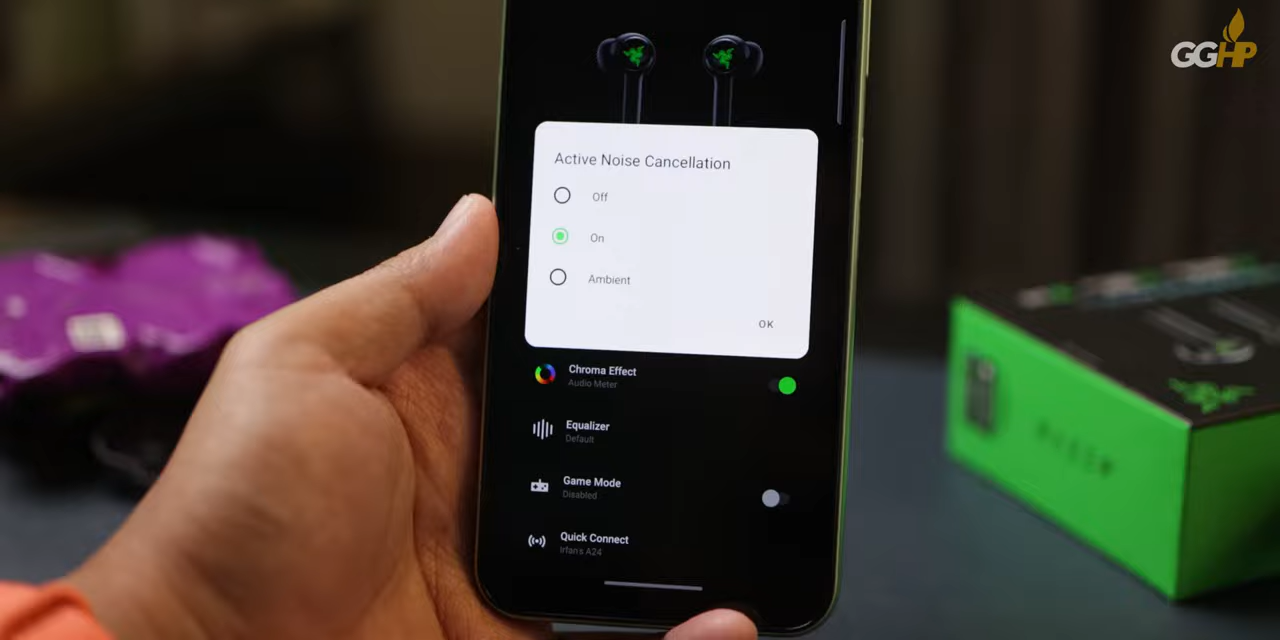 GGHP
Active Noise Cancellation
Off
On
Ambient
OK
Chroma Effect
Audio Meter
Equalizer
Default
Game Mode
Disabled
Quick Connect
Irfan's A24
RAZER